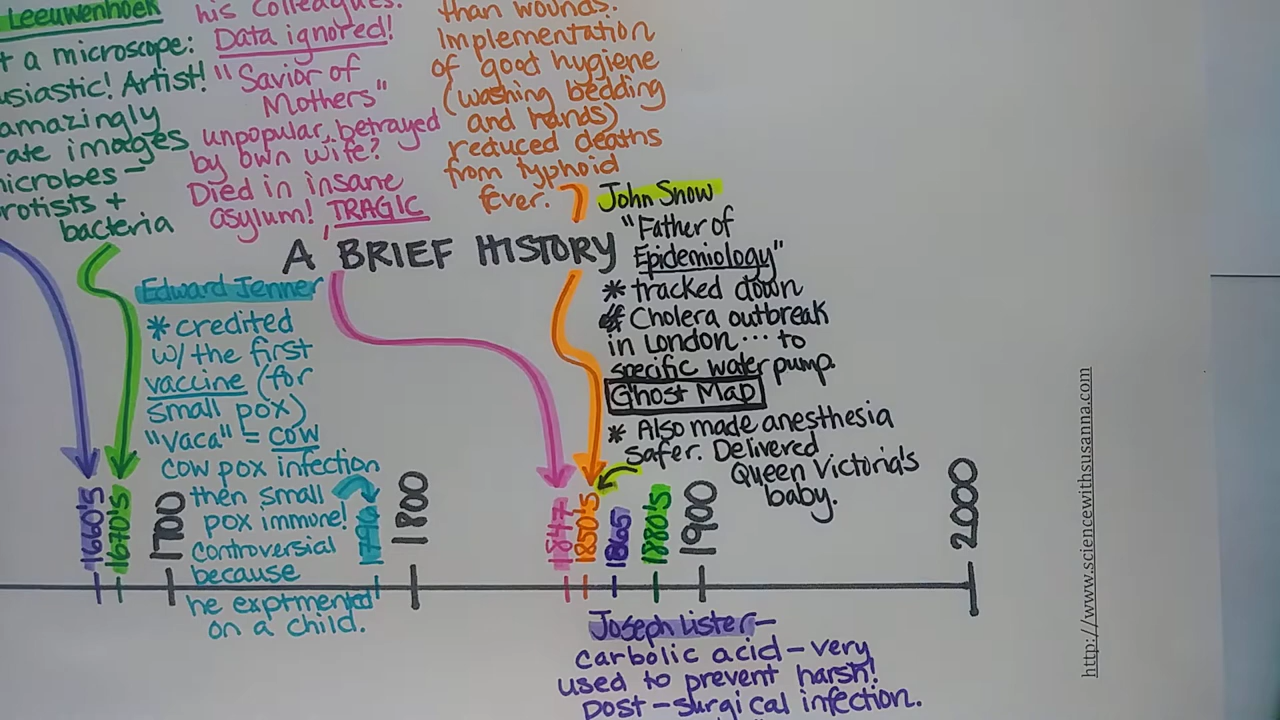 Leeuwenhoek
a microscope:
usiastic! Artist!
amazingly
rate images
microbes-
protists +
bacteria
his colleagues.
Data ignored!
"Savior of
Mothers"
unpopular, betrayed
by own wife?
Died in insane
asylum! TRAGIC
than wounds.
Implementation
of good hygiene
(washing bedding
and hands)
reduced deaths
from typhoid
fever.
A BRIEF HISTORY
John Snow
"Father of
Epidemiology"
* tracked down
Cholera outbreak
in London... to
specific water pump.
Ghost Map
* Also made anesthesia
safer. Delivered
Queen Victoria's
baby.
Edward Jenner
* credited
w/ the first
vaccine (for
small pox)
"Vaca" = cow
cow pox infection
then small
pox immune!
controversial
because
he exprmented
on a child.
1660's
1670's
1700
1796
1800
1847
1850's
1865
1880's
1900
2000
Joseph Lister-
carbolic acid - very
used to prevent harsh!
post-surgical infection.
http://www.sciencewithsusanna.com